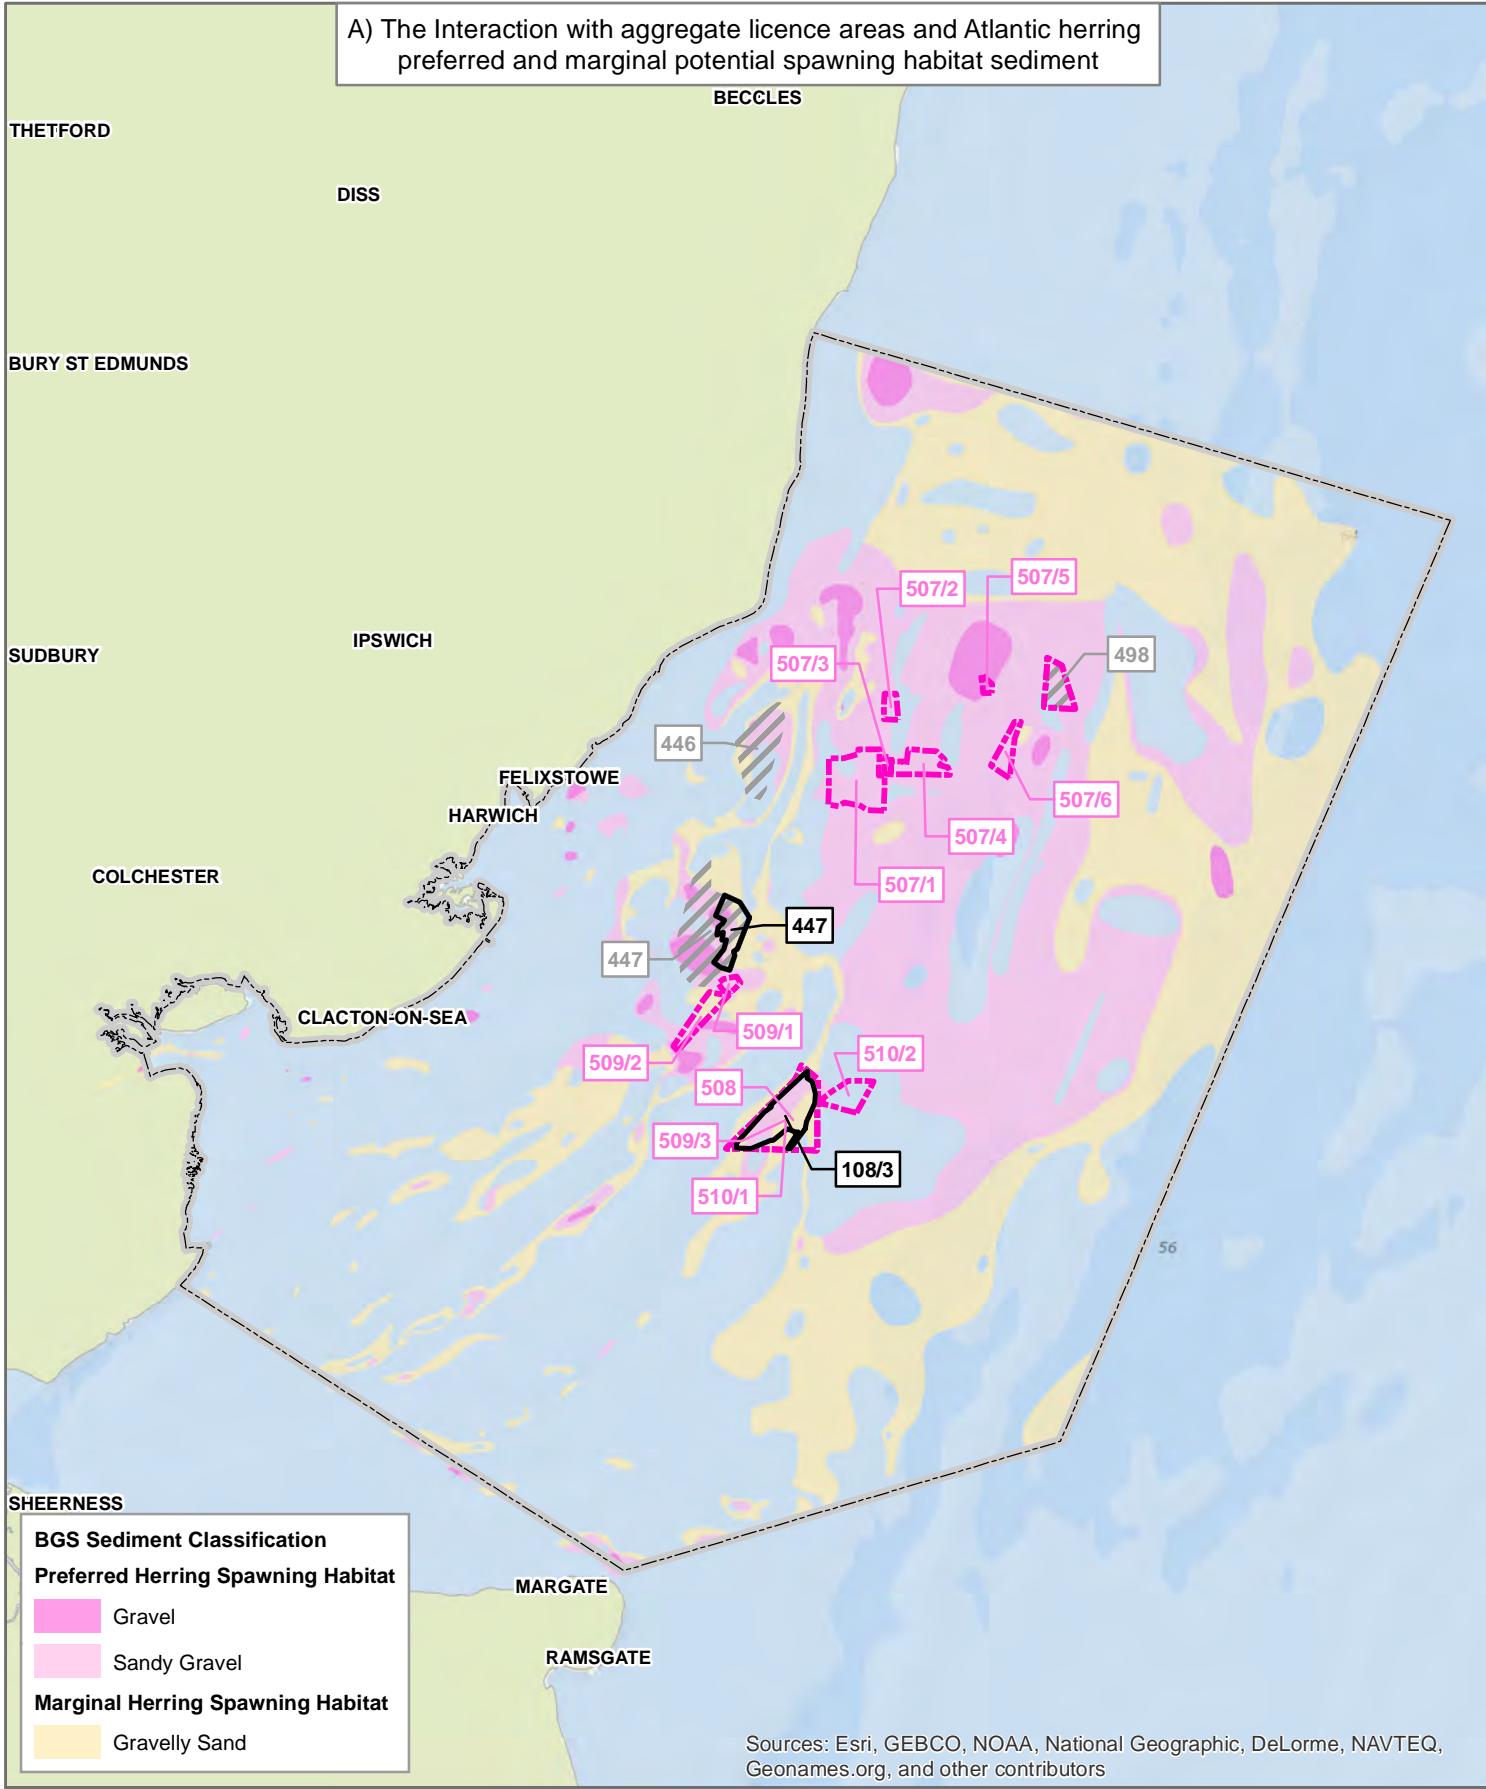 A) The Interaction with aggregate licence areas and Atlantic herring
preferred and marginal potential spawning habitat sediment
BECCLES
THETFORD
DISS
BURY ST EDMUNDS
507/5
507/2
IPSWICH
498
SUDBURY
507/3
446
FELIXSTOWE
507/6
HARWICH
507/4
COLCHESTER
507/1
447
447
CLACTON-ON-SEA
509/1
510/2
509/2
508
509/3
108/3
510/1
56
SHEERNESS
BGS Sediment Classification
Preferred Herring Spawning Habitat
Gravel
Sandy Gravel
Marginal Herring Spawning Habitat
Gravelly Sand
MARGATE
RAMSGATE
Sources: Esri, GEBCO, NOAA, National Geographic, DeLorme, NAVTEQ,
Geonames.org, and other contributors